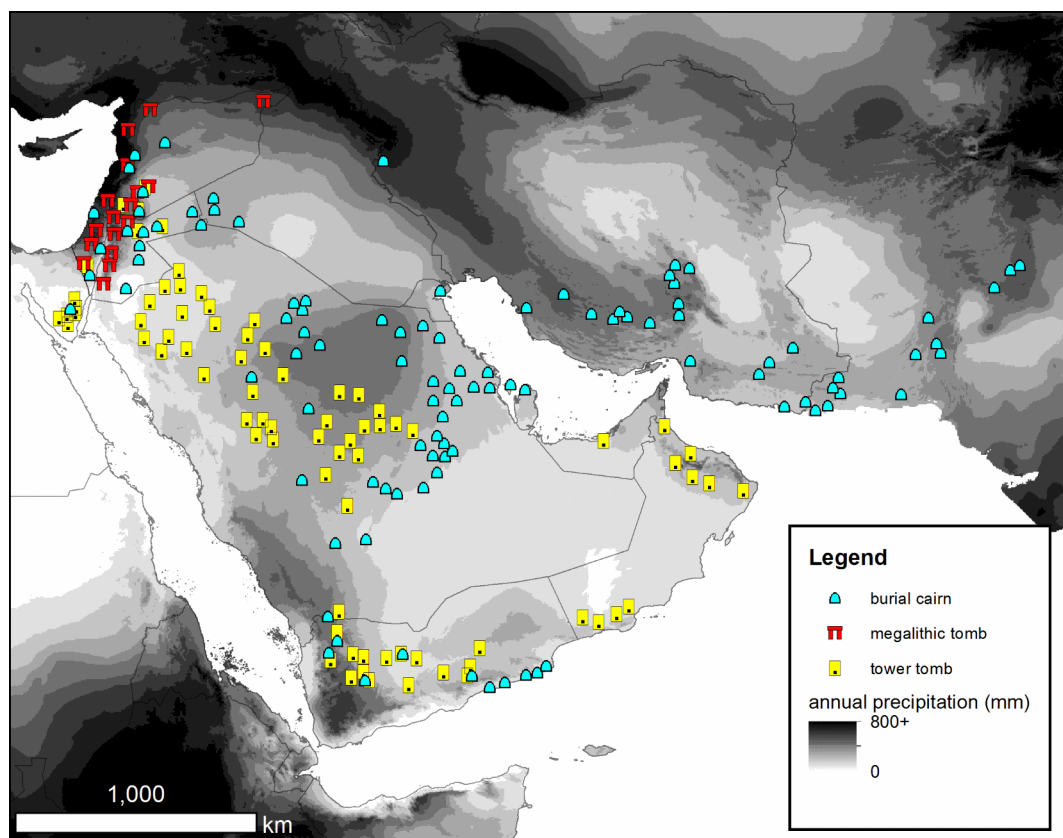 Legend
burial cairn
megalithic tomb
tower tomb
annual precipitation (mm)
800+
0
1,000
km